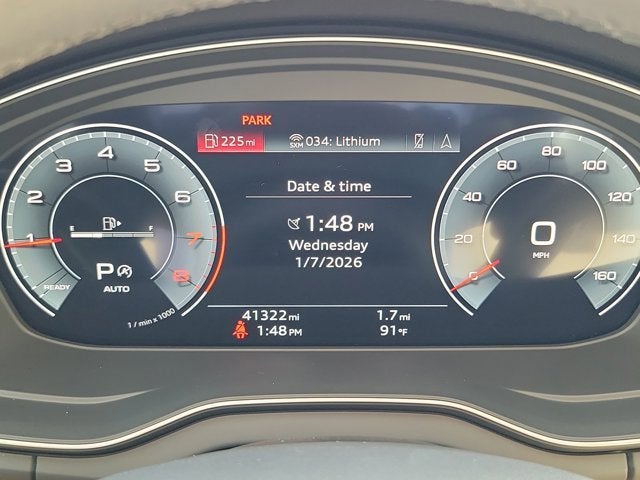 PARK
225 mi
SXM 034: Lithium
Date & time
1:48 PM
Wednesday
1/7/2026
41322 mi
1.7 mi
1:48 PM
91°F
1
2
3
4
5
6
7
8
E F
P
AUTO
READY
1 / min x 1000
0
20
40
60
80
100
120
140
160
0
MPH